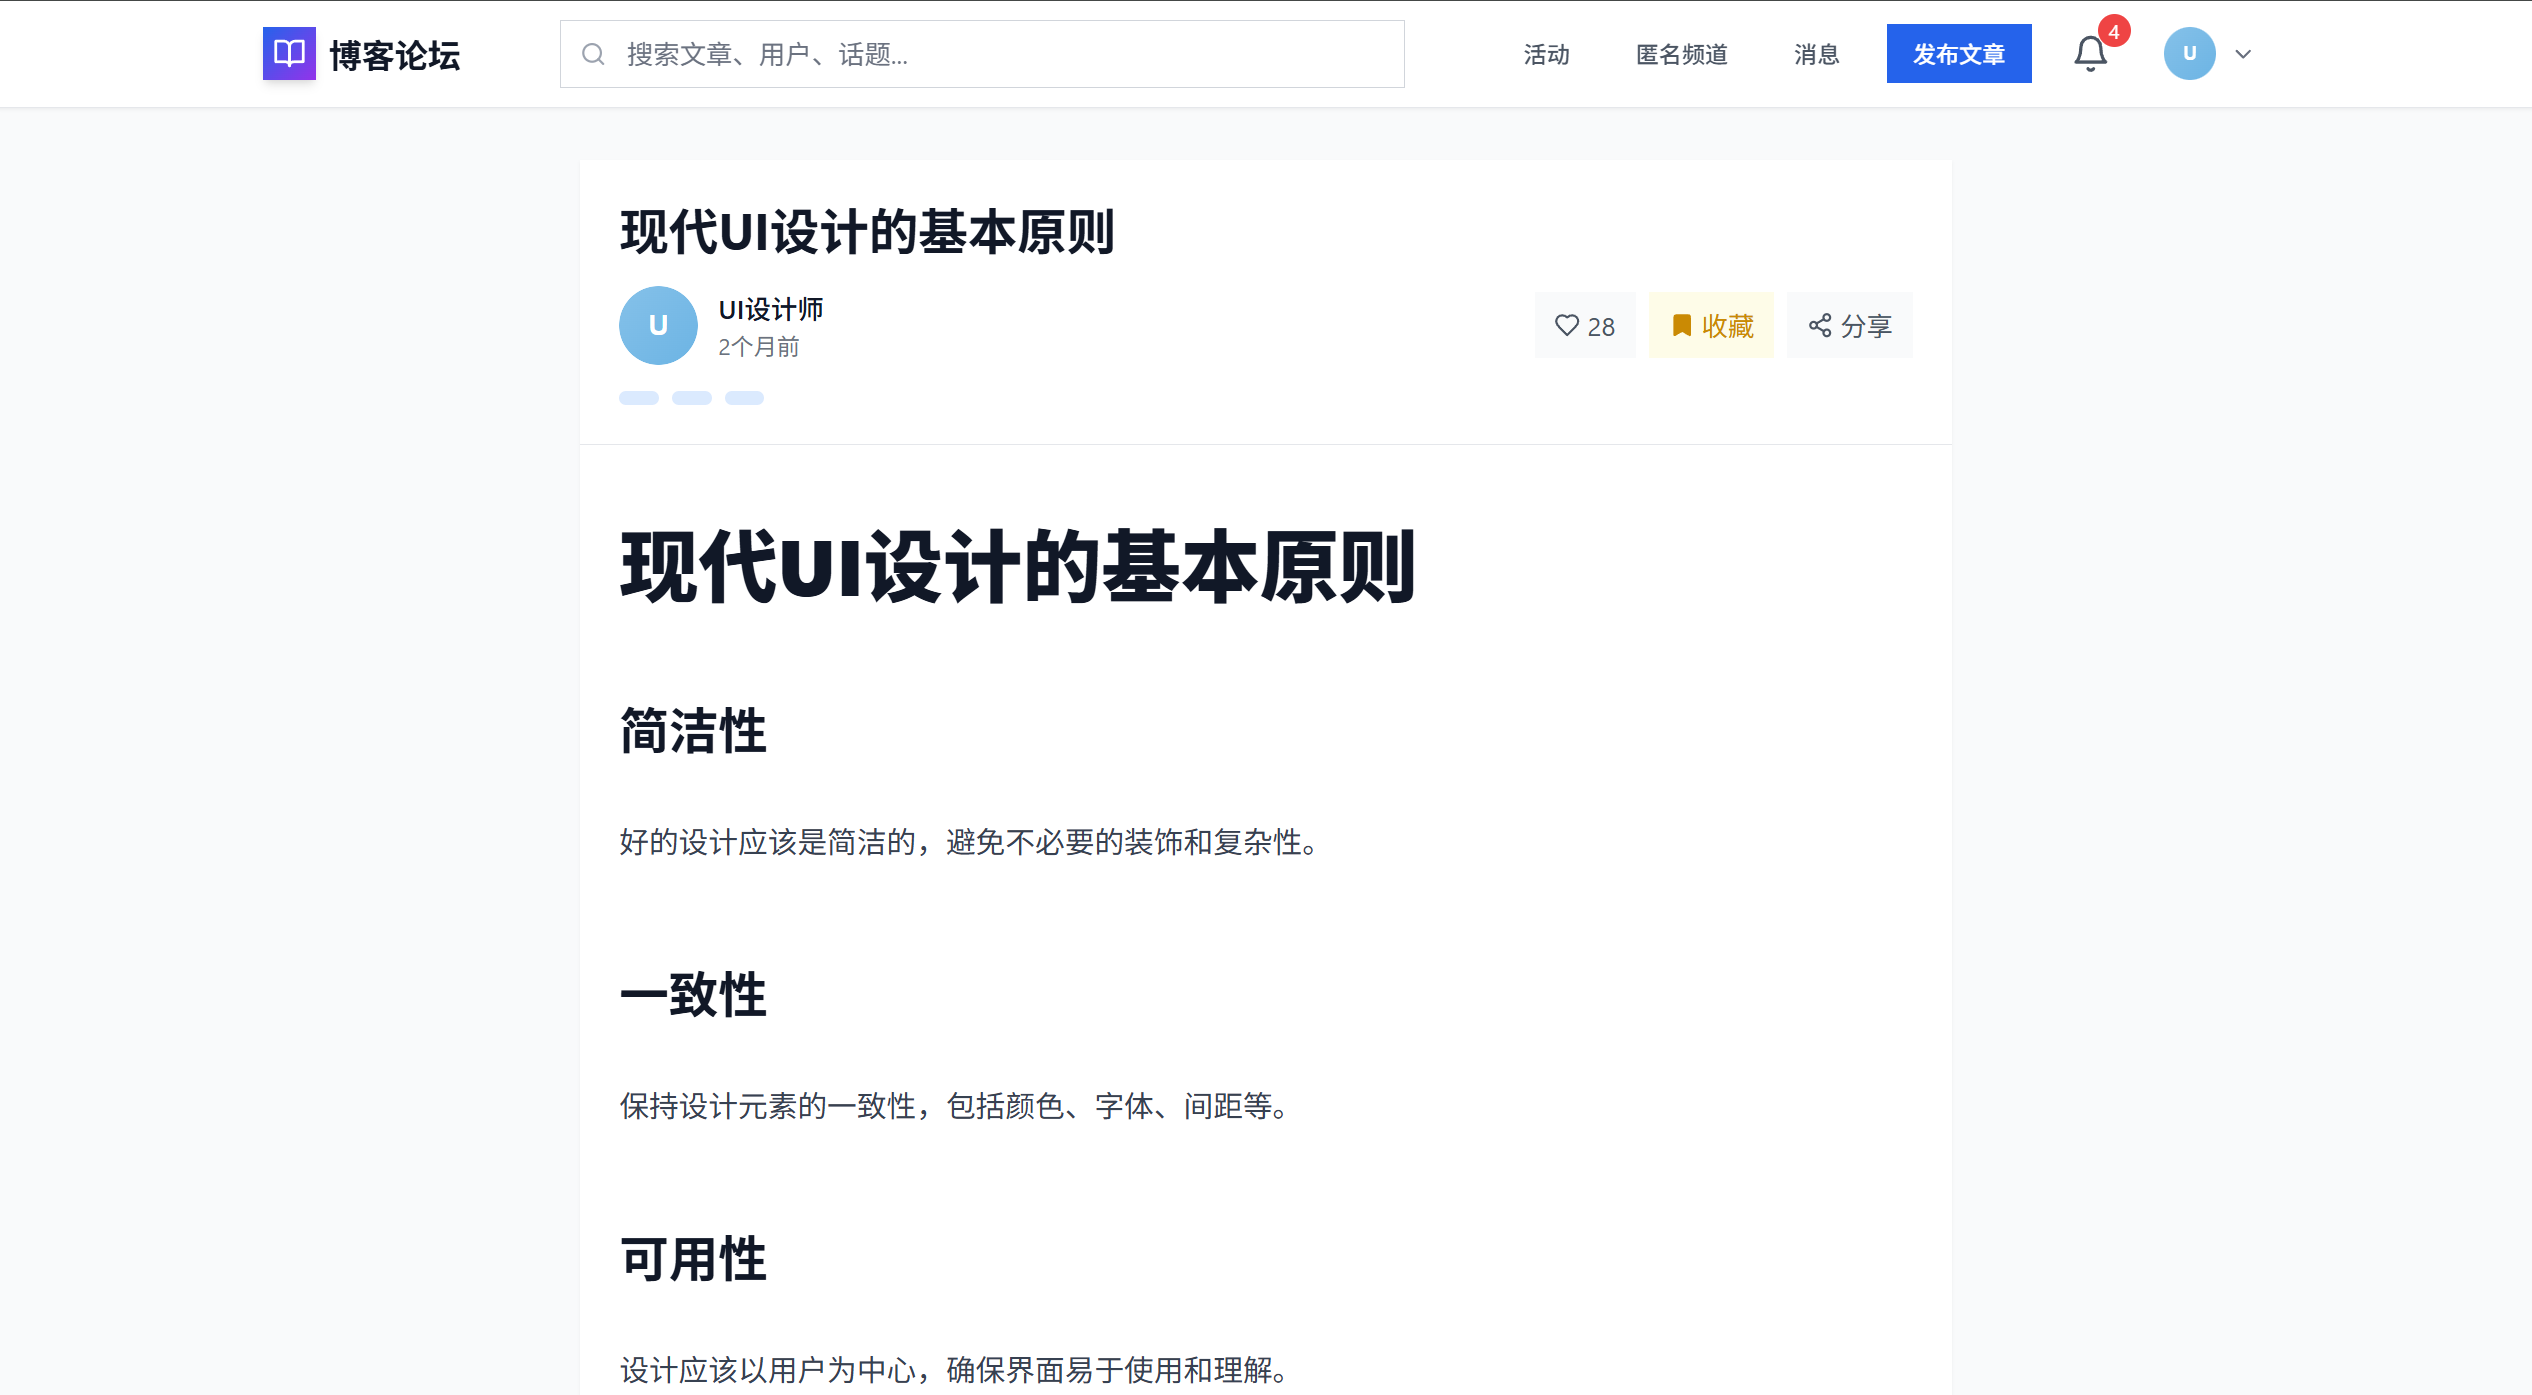 博客论坛
搜索文章、用户、话题...
活动
匿名频道
消息
发布文章
4
U
现代UI设计的基本原则
U
UI设计师
2个月前
28
收藏
分享
现代UI设计的基本原则
简洁性
好的设计应该是简洁的，避免不必要的装饰和复杂性。
一致性
保持设计元素的一致性，包括颜色、字体、间距等。
可用性
设计应该以用户为中心，确保界面易于使用和理解。